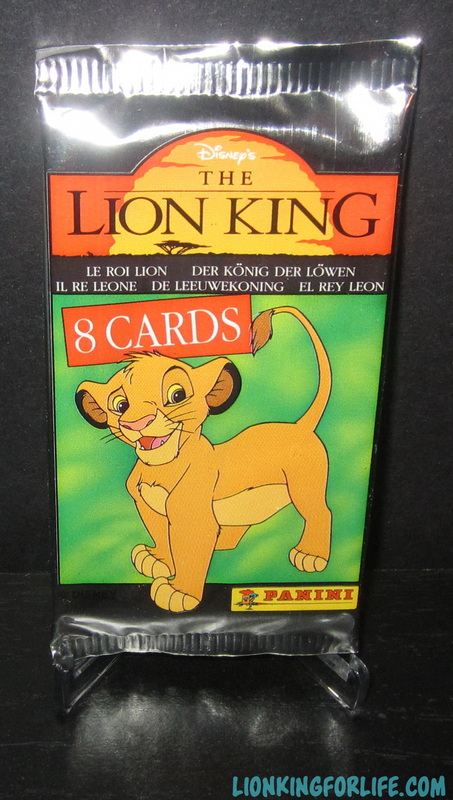 Disney's
THE
LION KING
LE ROI LION DER KÖNIG DER LÖWEN
IL RE LEONE DE LEEUWEKONING EL REY LEON
8 CARDS
PANINI
LIONKINGFORLIFE.COM